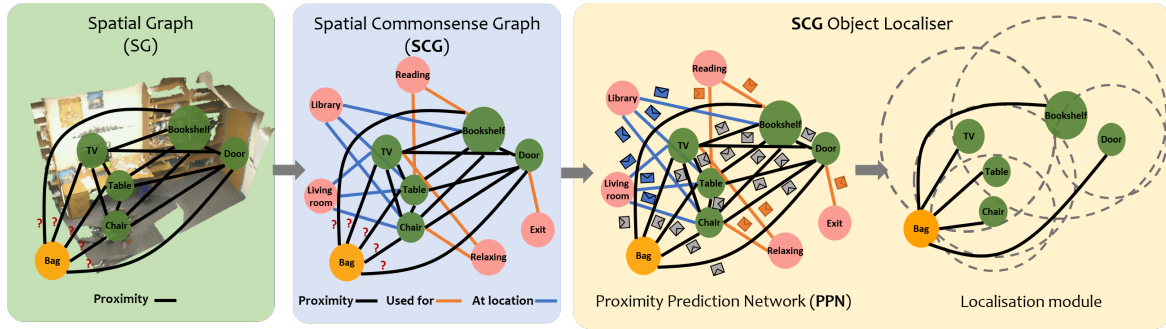 Spatial Graph
(SG)
Bookshelf
TV
Door
Table
Chair
? ? ? ? ?
Bag
Proximity
Spatial Commonsense Graph
(SCG)
Reading
Library
Bookshelf
TV
Door
Living
room
Table
Chair
? ? ? ? ?
Exit
Bag
Relaxing
Proximity Used for At location
SCG Object Localiser
Reading
Library
Bookshelf
TV
Door
Living
room
Table
Chair
Exit
Bag
Relaxing
Proximity Prediction Network (PPN)
Bookshelf
TV
Door
Table
Chair
Bag
Localisation module